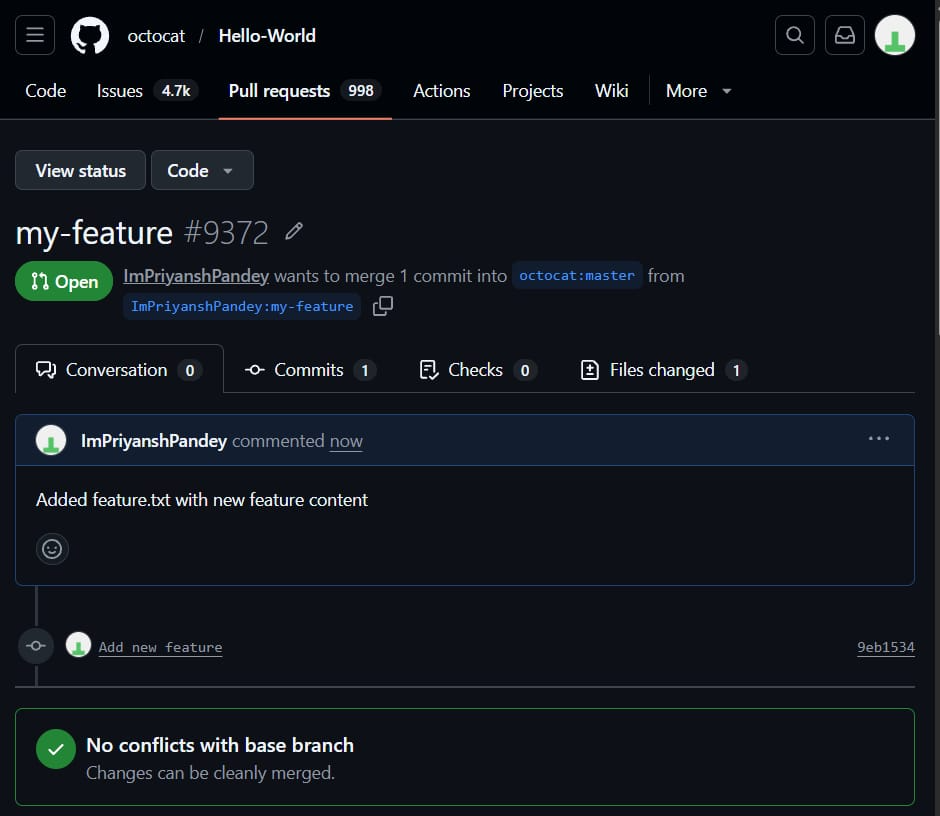 octocat / Hello-World
Code Issues 4.7k Pull requests 998 Actions Projects Wiki More
View status Code
my-feature #9372
Open ImPriyanshPandey wants to merge 1 commit into octocat:master from
ImPriyanshPandey:my-feature
Conversation 0 Commits 1 Checks 0 Files changed 1
ImPriyanshPandey commented now
Added feature.txt with new feature content
Add new feature 9eb1534
No conflicts with base branch
Changes can be cleanly merged.